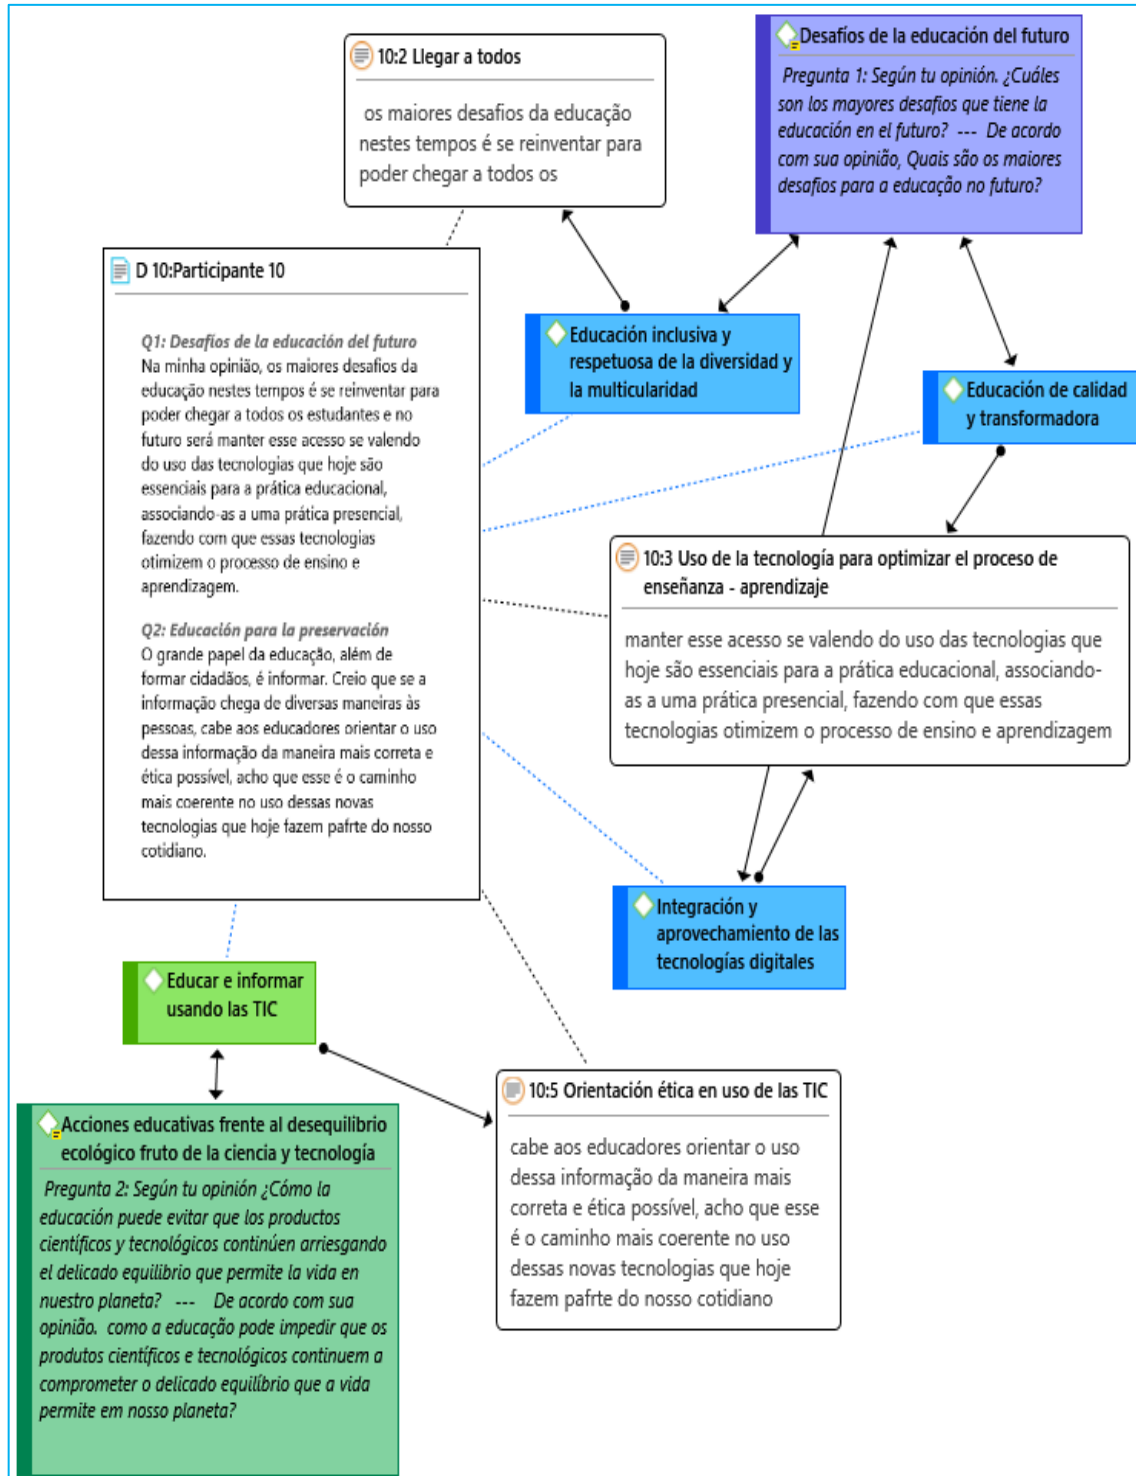 10:2 Llegar a todos
os maiores desafios da educação
nestes tempos é se reinventar para
poder chegar a todos os
Desafíos de la educación del futuro
Pregunta 1: Según tu opinión. ¿Cuáles
son los mayores desafios que tiene la
educación en el futuro? --- De acordo
com sua opinião, Quais são os maiores
desafios para a educação no futuro?
D 10:Participante 10
Q1: Desafíos de la educación del futuro
Na minha opinião, os maiores desafios da
educação nestes tempos é se reinventar para
poder chegar a todos os estudantes e no
futuro será manter esse acesso se valendo
do uso das tecnologias que hoje são
essenciais para a prática educacional,
associando-as a uma prática presencial,
fazendo com que essas tecnologias
otimizem o processo de ensino e
aprendizagem.
Q2: Educación para la preservación
O grande papel da educação, além de
formar cidadãos, é informar. Creio que se a
informação chega de diversas maneiras às
pessoas, cabe aos educadores orientar o uso
dessa informação da maneira mais correta e
ética possível, acho que esse é o caminho
mais coerente no uso dessas novas
tecnologias que hoje fazem pafrte do nosso
cotidiano.
Educación inclusiva y
respetuosa de la diversidad y
la multicularidad
Educación de calidad
y transformadora
10:3 Uso de la tecnología para optimizar el proceso de
enseñanza - aprendizaje
manter esse acesso se valendo do uso das tecnologias que
hoje são essenciais para a prática educacional, associando-
as a uma prática presencial, fazendo com que essas
tecnologias otimizem o processo de ensino e aprendizagem
Integración y
aprovechamiento de las
tecnologías digitales
Educar e informar
usando las TIC
10:5 Orientación ética en uso de las TIC
cabe aos educadores orientar o uso
dessa informação da maneira mais
correta e ética possível, acho que esse
é o caminho mais coerente no uso
dessas novas tecnologias que hoje
fazem pafrte do nosso cotidiano
Acciones educativas frente al desequilibrio
ecológico fruto de la ciencia y tecnología
Pregunta 2: Según tu opinión ¿Cómo la
educación puede evitar que los productos
científicos y tecnológicos continúen arriesgando
el delicado equilibrio que permite la vida en
nuestro planeta? --- De acordo com sua
opinião. como a educação pode impedir que os
produtos científicos e tecnológicos continuem a
comprometer o delicado equilíbrio que a vida
permite em nosso planeta?